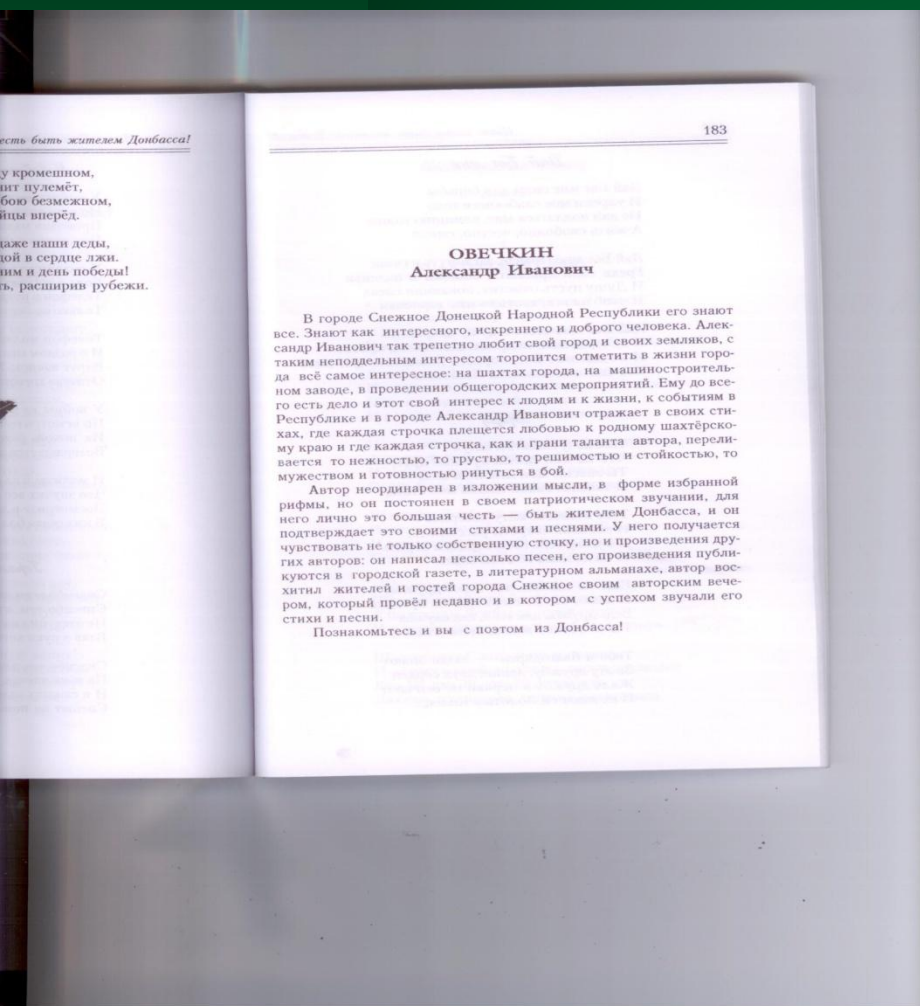 есть быть жителем Донбасса!
у кромешном,
ит пулемёт,
бою безмежном,
йцы вперёд.
даже наши деды,
дой в сердце лжи.
ним и день победы!
ть, расширив рубежи.
183
ОВЕЧКИН
Александр Иванович
В городе Снежное Донецкой Народной Республики его знают
все. Знают как интересного, искреннего и доброго человека. Алек-
сандр Иванович так трепетно любит свой город и своих земляков, с
таким неподдельным интересом торопится отметить в жизни горо-
да всё самое интересное: на шахтах города, на машиностроитель-
ном заводе, в проведении общегородских мероприятий. Ему до все-
го есть дело и этот свой интерес к людям и к жизни, к событиям в
Республике и в городе Александр Иванович отражает в своих сти-
хах, где каждая строчка плещется любовью к родному шахтёрско-
му краю и где каждая строчка, как и грани таланта автора, перели-
вается то нежностью, то грустью, то решимостью и стойкостью, то
мужеством и готовностью ринуться в бой.
Автор неординарен в изложении мысли, в форме избранной
рифмы, но он постоянен в своем патриотическом звучании, для
него лично это большая честь — быть жителем Донбасса, и он
подтверждает это своими стихами и песнями. У него получается
чувствовать не только собственную сточку, но и произведения дру-
гих авторов: он написал несколько песен, его произведения публи-
куются в городской газете, в литературном альманахе, автор вос-
хитил жителей и гостей города Снежное своим авторским вече-
ром, который провёл недавно и в котором с успехом звучали его
стихи и песни.
Познакомьтесь и вы с поэтом из Донбасса!